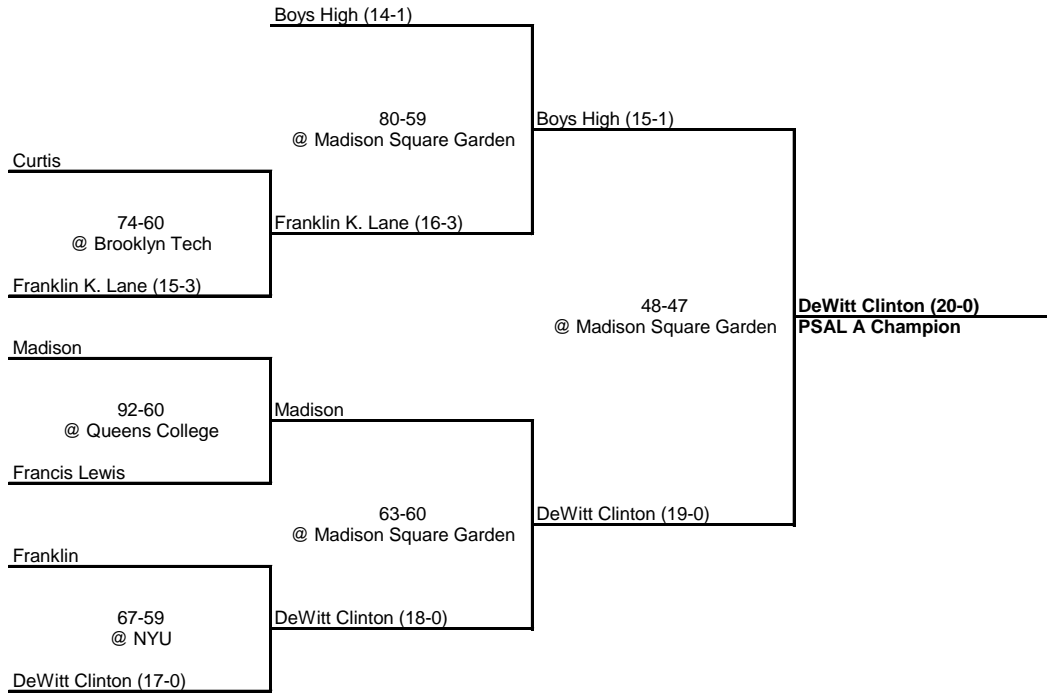 Boys High (14-1)
80-59
@ Madison Square Garden
Boys High (15-1)
Curtis
74-60
@ Brooklyn Tech
Franklin K. Lane (16-3)
Franklin K. Lane (15-3)
48-47
@ Madison Square Garden
DeWitt Clinton (20-0)
PSAL A Champion
Madison
92-60
@ Queens College
Madison
Francis Lewis
63-60
@ Madison Square Garden
DeWitt Clinton (19-0)
Franklin
67-59
@ NYU
DeWitt Clinton (18-0)
DeWitt Clinton (17-0)